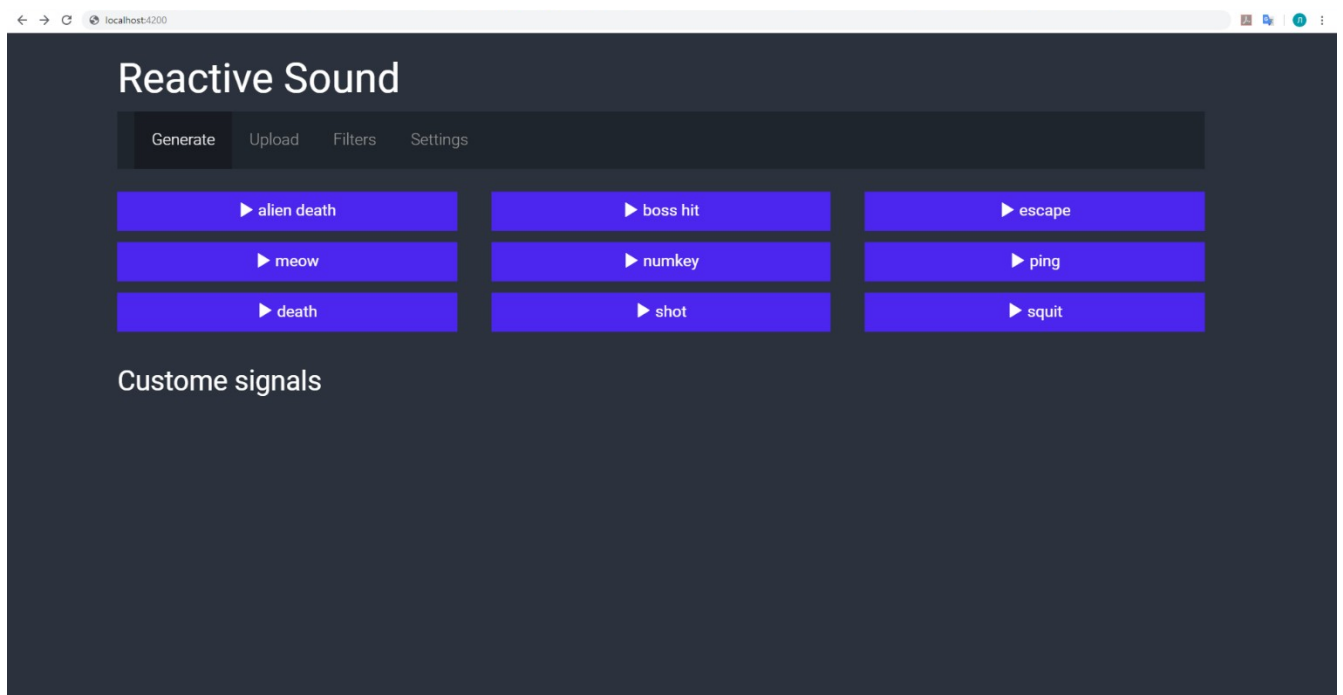 localhost:4200
Reactive Sound
Generate Upload Filters Settings
alien death boss hit escape
meow numkey ping
death shot squit
Custome signals